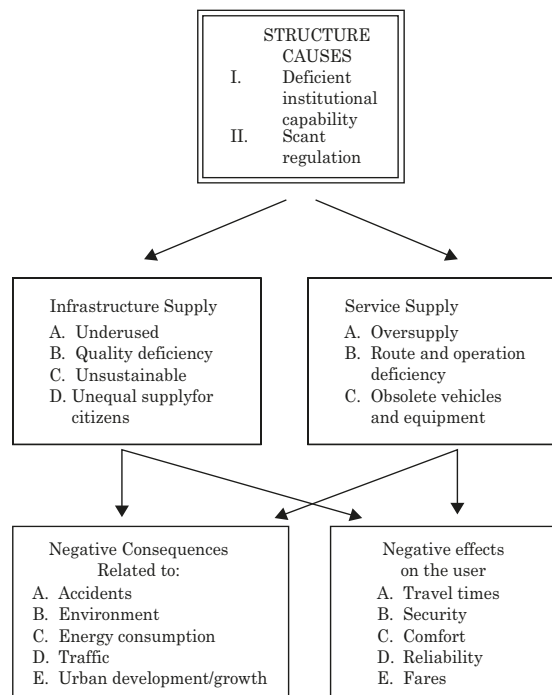 STRUCTURE
CAUSES
I. Deficient
institutional
capability
II. Scant
regulation
Infrastructure Supply
A. Underused
B. Quality deficiency
C. Unsustainable
D. Unequal supplyfor
citizens
Service Supply
A. Oversupply
B. Route and operation
deficiency
C. Obsolete vehicles
and equipment
Negative Consequences
Related to:
A. Accidents
B. Environment
C. Energy consumption
D. Traffic
E. Urban development/growth
Negative effects
on the user
A. Travel times
B. Security
C. Comfort
D. Reliability
E. Fares